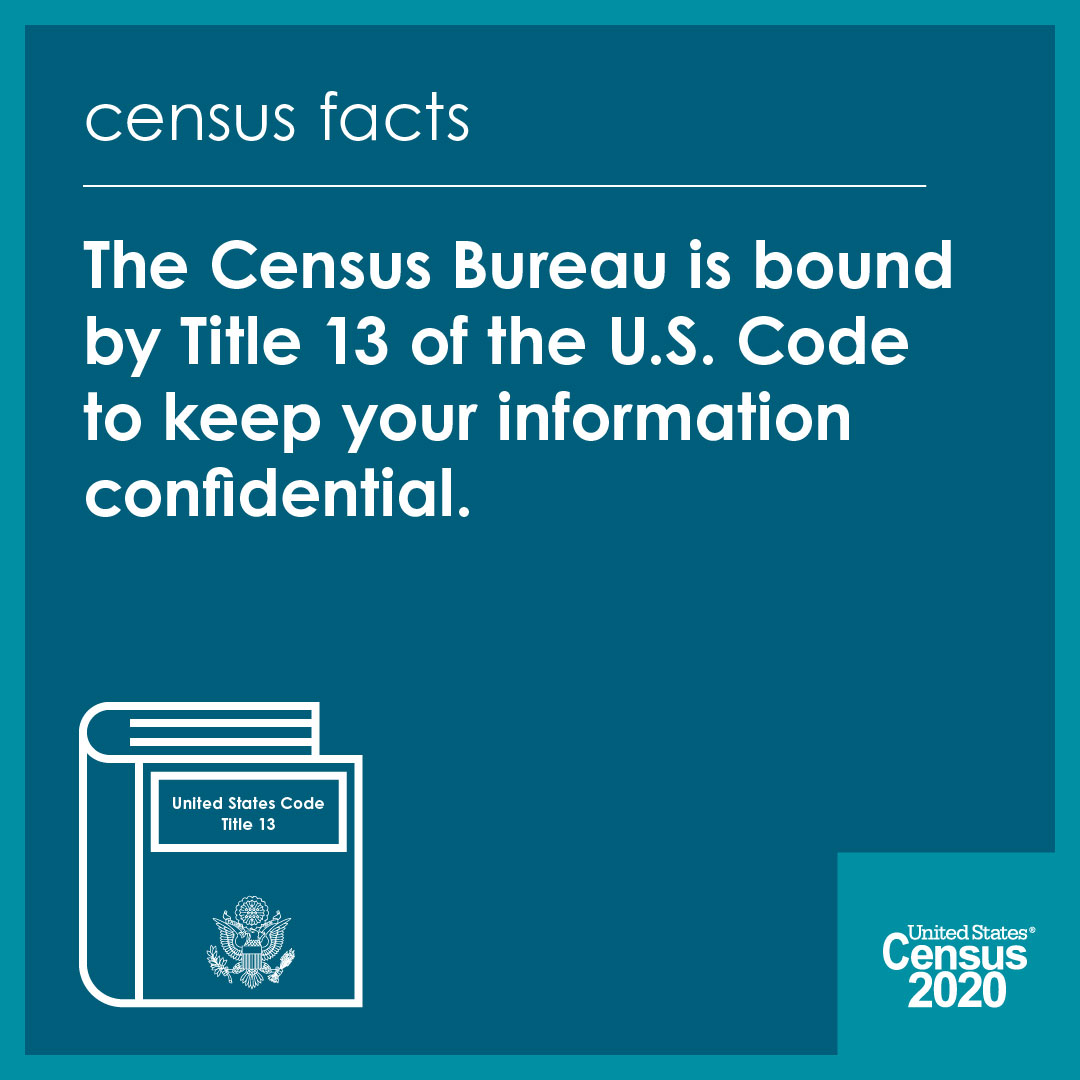 census facts
The Census Bureau is bound
by Title 13 of the U.S. Code
to keep your information
confidential.
United States Code
Title 13
United States®
Census
2020